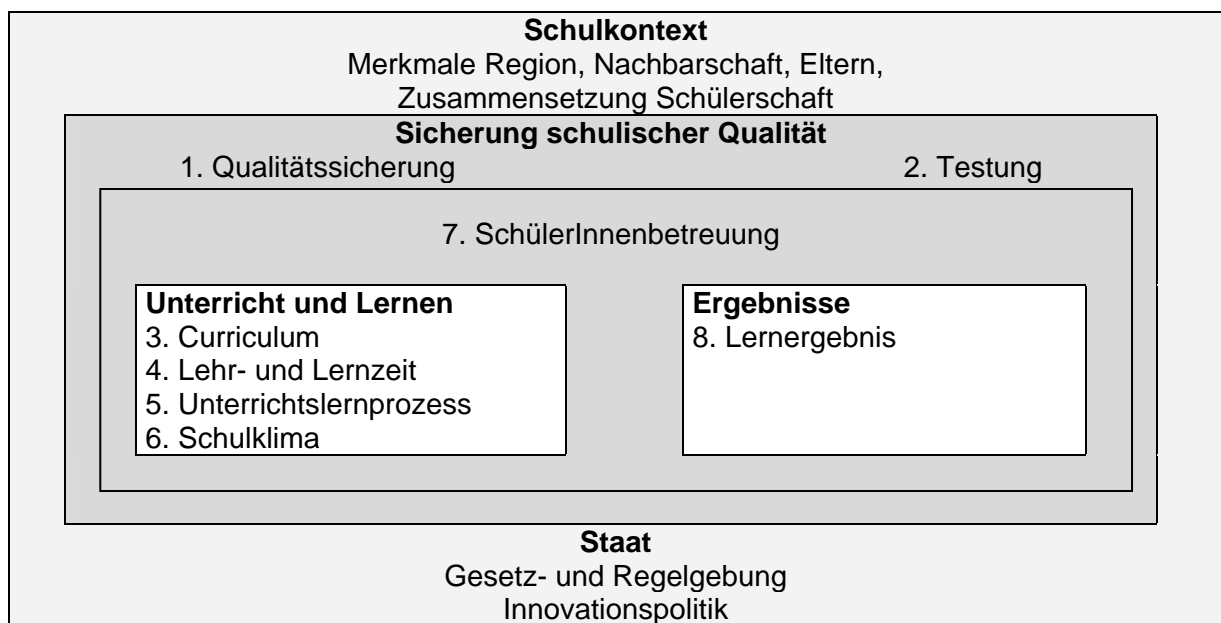 Schulkontext
Merkmale Region, Nachbarschaft, Eltern,
Zusammensetzung Schülerschaft
Sicherung schulischer Qualität
1. Qualitätssicherung 2. Testung
7. SchülerInnenbetreuung
Unterricht und Lernen
3. Curriculum
4. Lehr- und Lernzeit
5. Unterrichtslernprozess
6. Schulklima
Ergebnisse
8. Lernergebnis
Staat
Gesetz- und Regelgebung
Innovationspolitik